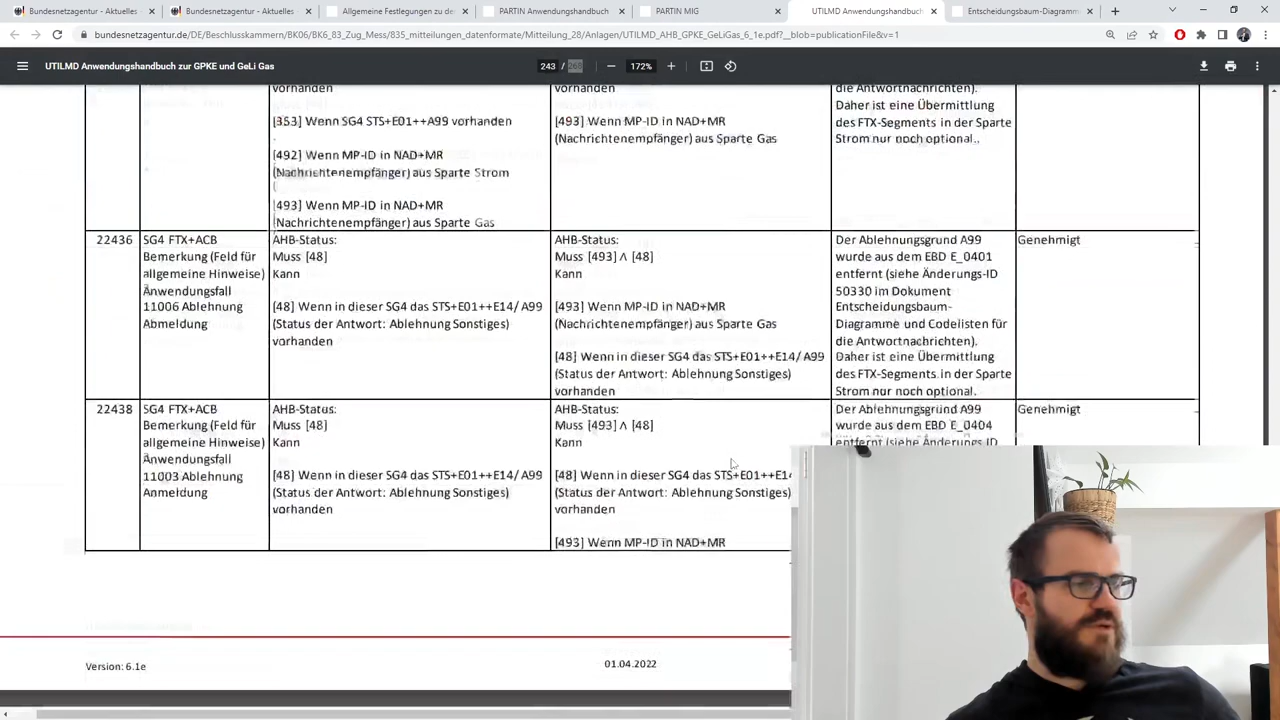 Bundesnetzagentur - Aktuelles
Bundesnetzagentur - Aktuelles
Allgemeine Festlegungen zu de
PARTIN Anwendungshandbuch
PARTIN MIG
UTILMD Anwendungshandbuch
Entscheidungsbaum-Diagramm
bundesnetzagentur.de/DE/Beschlusskammern/BK06/BK6_83_Zug_Mess/835_mitteilungen_datenformate/Mitteilung_28/Anlagen/UTILMD_AHB_GPKE_GeLiGas_6_1e.pdf?__blob=publicationFile&v=1
UTILMD Anwendungshandbuch zur GPKE und GeLi Gas
243 / 268
172%
vorhanden
[353] Wenn SG4 STS+E01++A99 vorhanden
[492] Wenn MP-ID in NAD+MR
(Nachrichtenempfänger) aus Sparte Strom
[493] Wenn MP-ID in NAD+MR
(Nachrichtenempfänger) aus Sparte Gas
vorhanden
[493] Wenn MP-ID in NAD+MR
(Nachrichtenempfänger) aus Sparte Gas
die Antwortnachrichten).
Daher ist eine Übermittlung
des FTX-Segments in der Sparte
Strom nur noch optional..
22436
SG4 FTX+ACB
Bemerkung (Feld für
allgemeine Hinweise)
Anwendungsfall
11006 Ablehnung
Abmeldung
AHB-Status:
Muss [48]
Kann
[48] Wenn in dieser SG4 das STS+E01++E14/ A99
(Status der Antwort: Ablehnung Sonstiges)
vorhanden
AHB-Status:
Muss [493] ∧ [48]
Kann
[493] Wenn MP-ID in NAD+MR
(Nachrichtenempfänger) aus Sparte Gas
[48] Wenn in dieser SG4 das STS+E01++E14/ A99
(Status der Antwort: Ablehnung Sonstiges)
vorhanden
Der Ablehnungsgrund A99
wurde aus dem EBD E_0401
entfernt (siehe Änderungs-ID
50330 im Dokument
Entscheidungsbaum-
Diagramme und Codelisten für
die Antwortnachrichten).
Daher ist eine Übermittlung
des FTX-Segments in der Sparte
Strom nur noch optional.
Genehmigt
22438
SG4 FTX+ACB
Bemerkung (Feld für
allgemeine Hinweise)
Anwendungsfall
11003 Ablehnung
Anmeldung
AHB-Status:
Muss [48]
Kann
[48] Wenn in dieser SG4 das STS+E01++E14/ A99
(Status der Antwort: Ablehnung Sonstiges)
vorhanden
AHB-Status:
Muss [493] ∧ [48]
Kann
[48] Wenn in dieser SG4 das STS+E01++E14
(Status der Antwort: Ablehnung Sonstiges)
vorhanden
[493] Wenn MP-ID in NAD+MR
Der Ablehnungsgrund A99
wurde aus dem EBD E_0404
entfernt (siehe Änderungs-ID
Genehmigt
Version: 6.1e
01.04.2022